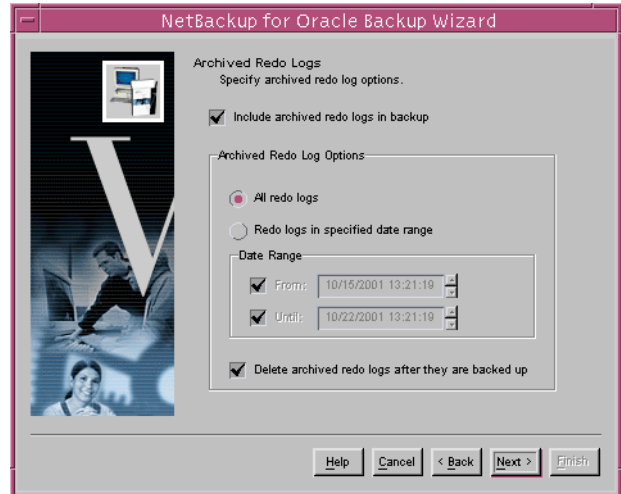 NetBackup for Oracle Backup Wizard
Archived Redo Logs
Specify archived redo log options.
Include archived redo logs in backup
Archived Redo Log Options
All redo logs
Redo logs in specified date range
Date Range
From: 10/15/2001 13:21:19
Until: 10/22/2001 13:21:19
Delete archived redo logs after they are backed up
Help Cancel < Back Next > Finish